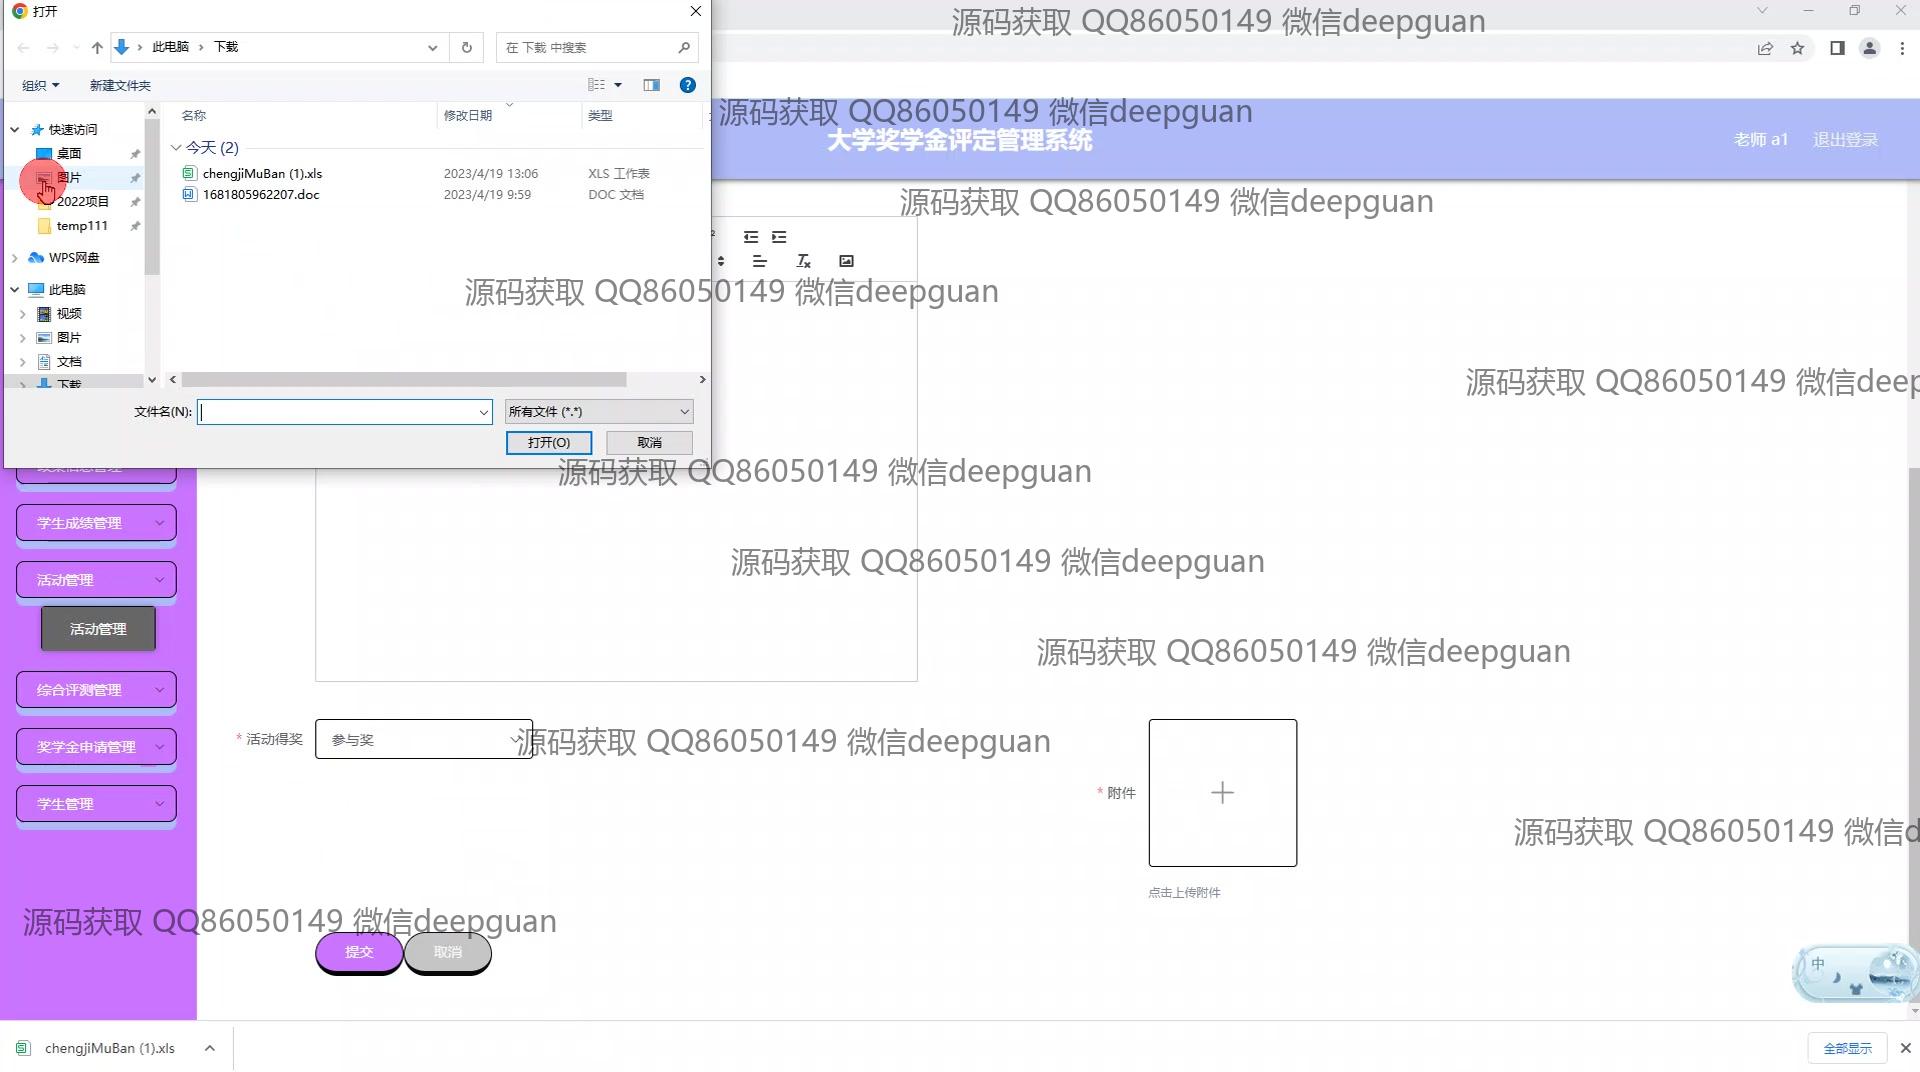 打开
源码获取 QQ86050149 微信deepguan
此电脑 › 下载
在 下载 中搜索
组织 新建文件夹
名称 修改日期 类型
快速访问
桌面
图片
2022项目
temp111
WPS网盘
此电脑
视频
图片
文档
下载
今天 (2)
chengjiMuBan (1).xls 2023/4/19 13:06 XLS 工作表
1681805962207.doc 2023/4/19 9:59 DOC 文档
文件名(N): 所有文件 (*.*)
打开(O) 取消
源码获取 QQ86050149 微信deepguan
大学奖学金评定管理系统
老师 a1 退出登录
源码获取 QQ86050149 微信deepguan
源码获取 QQ86050149 微信deepguan
源码获取 QQ86050149 微信deep
源码获取 QQ86050149 微信deepguan
学生成绩管理
活动管理
活动管理
综合评测管理
奖学金申请管理
学生管理
源码获取 QQ86050149 微信deepguan
源码获取 QQ86050149 微信deepguan
* 活动得奖 参与奖
源码获取 QQ86050149 微信deepguan
* 附件
点击上传附件
源码获取 QQ86050149 微信d
源码获取 QQ86050149 微信deepguan
提交 取消
中
chengjiMuBan (1).xls
全部显示